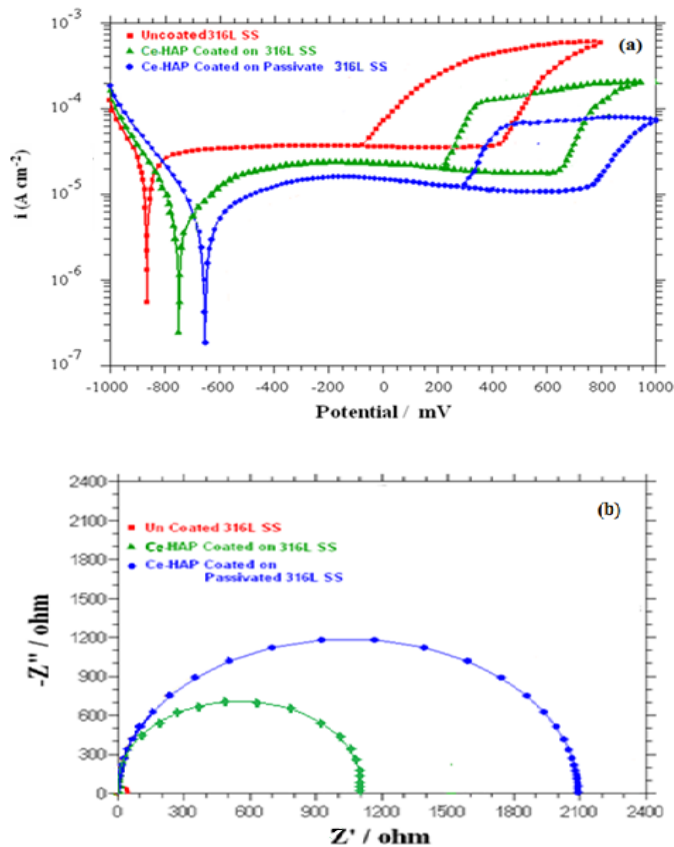 Uncoated 316L SS
Ce-HAP Coated on 316L SS
Ce-HAP Coated on Passivate 316L SS
(a)
10-3
10-4
10-5
10-6
10-7
i (A cm-2)
-1000 -800 -600 -400 -200 0 200 400 600 800 1000
Potential / mV
2400
2100
1800
1500
1200
900
600
300
0
-Z" / ohm
Un Coated 316L SS
Ce-HAP Coated on 316L SS
Ce-HAP Coated on
Passivated 316L SS
(b)
0 300 600 900 1200 1500 1800 2100 2400
Z' / ohm